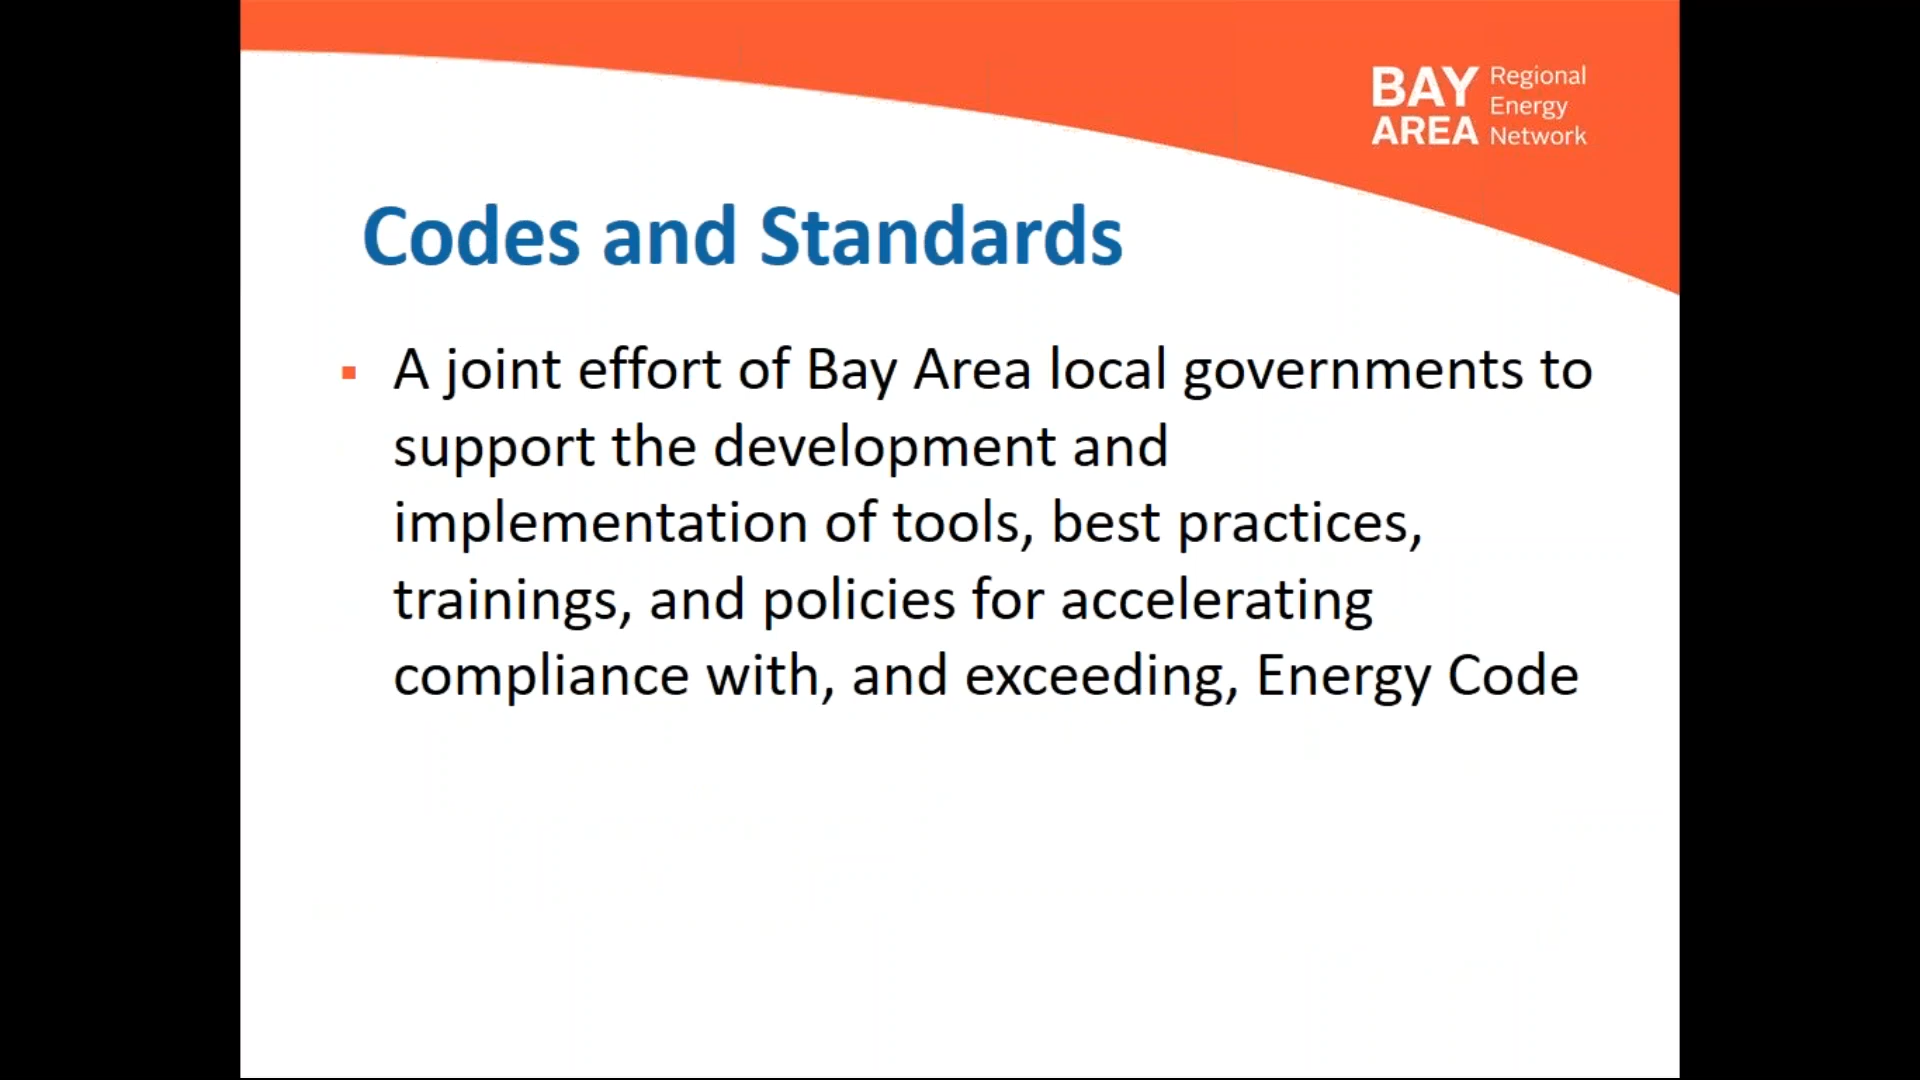 BAY AREA Regional Energy Network
Codes and Standards
▪ A joint effort of Bay Area local governments to
support the development and
implementation of tools, best practices,
trainings, and policies for accelerating
compliance with, and exceeding, Energy Code